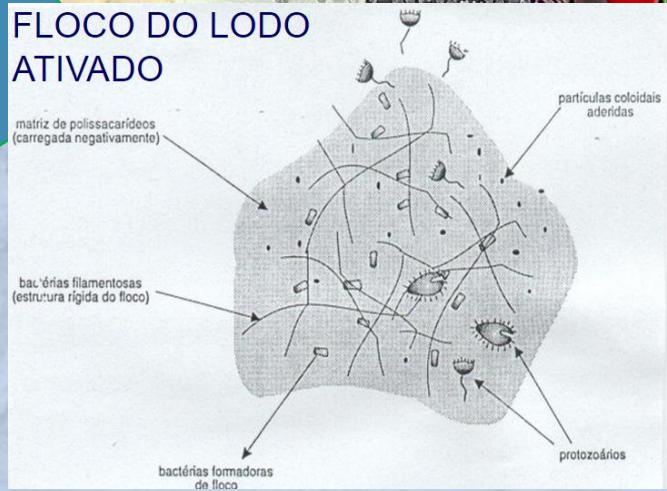 FLOCO DO LODO
ATIVADO
matriz de polissacarídeos
(carregada negativamente)
partículas coloidais
aderidas
bactérias filamentosas
(estrutura rígida do floco)
bactérias formadoras
de floco
protozoários